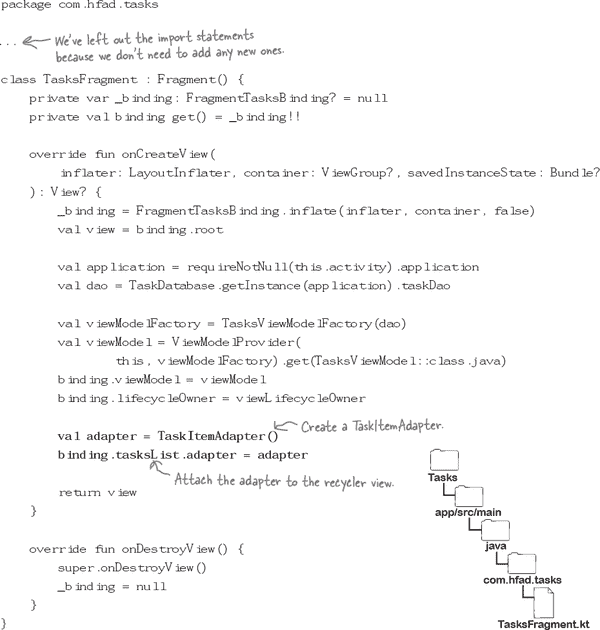 package com.hfad.tasks
...
We've left out the import statements
because we don't need to add any new ones.
class TasksFragment : Fragment() {
private var _binding: FragmentTasksBinding? = null
private val binding get() = _binding!!
override fun onCreateView(
inflater: LayoutInflater, container: ViewGroup?, savedInstanceState: Bundle?
): View? {
_binding = FragmentTasksBinding.inflate(inflater, container, false)
val view = binding.root
val application = requireNotNull(this.activity).application
val dao = TaskDatabase.getInstance(application).taskDao
val viewModelFactory = TasksViewModelFactory(dao)
val viewModel = ViewModelProvider(
this, viewModelFactory).get(TasksViewModel::class.java)
binding.viewModel = viewModel
binding.lifecycleOwner = viewLifecycleOwner
val adapter = TaskItemAdapter()
Create a TaskItemAdapter.
binding.tasksList.adapter = adapter
Attach the adapter to the recycler view.
return view
}
override fun onDestroyView() {
super.onDestroyView()
_binding = null
}
}
Tasks
app/src/main
java
com.hfad.tasks
TasksFragment.kt